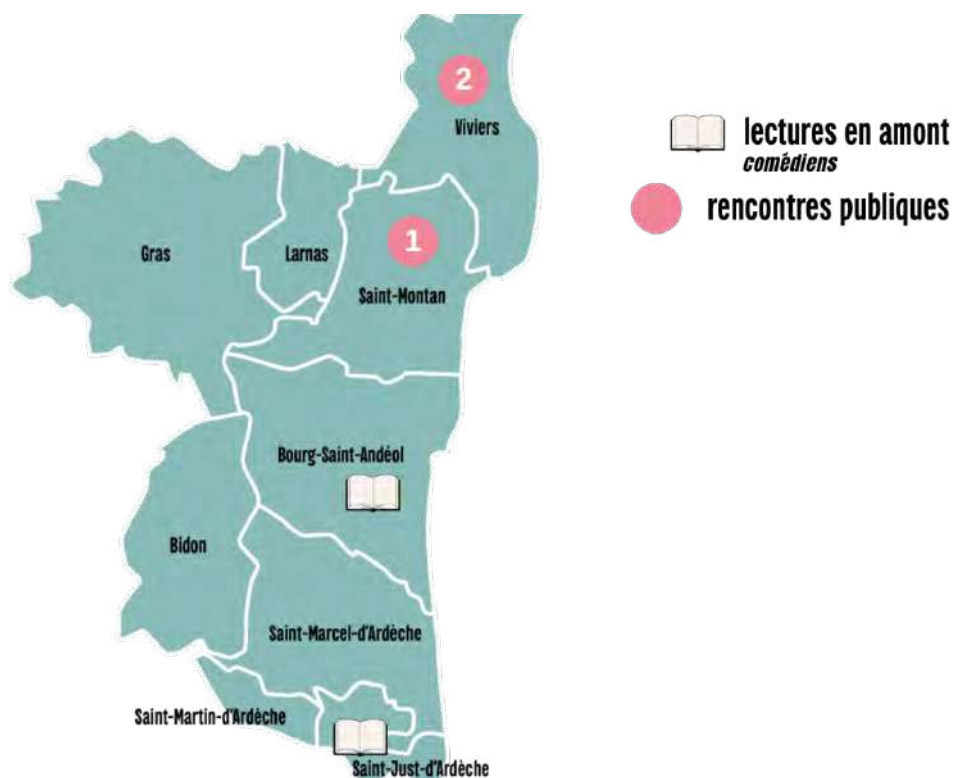 2
Viviers
lectures en amont
comédiens
rencontres publiques
1
Gras
Larnas
Saint-Montan
Bourg-Saint-Andéol
Bidon
Saint-Marcel-d'Ardèche
Saint-Martin-d'Ardèche
Saint-Just-d'Ardèche